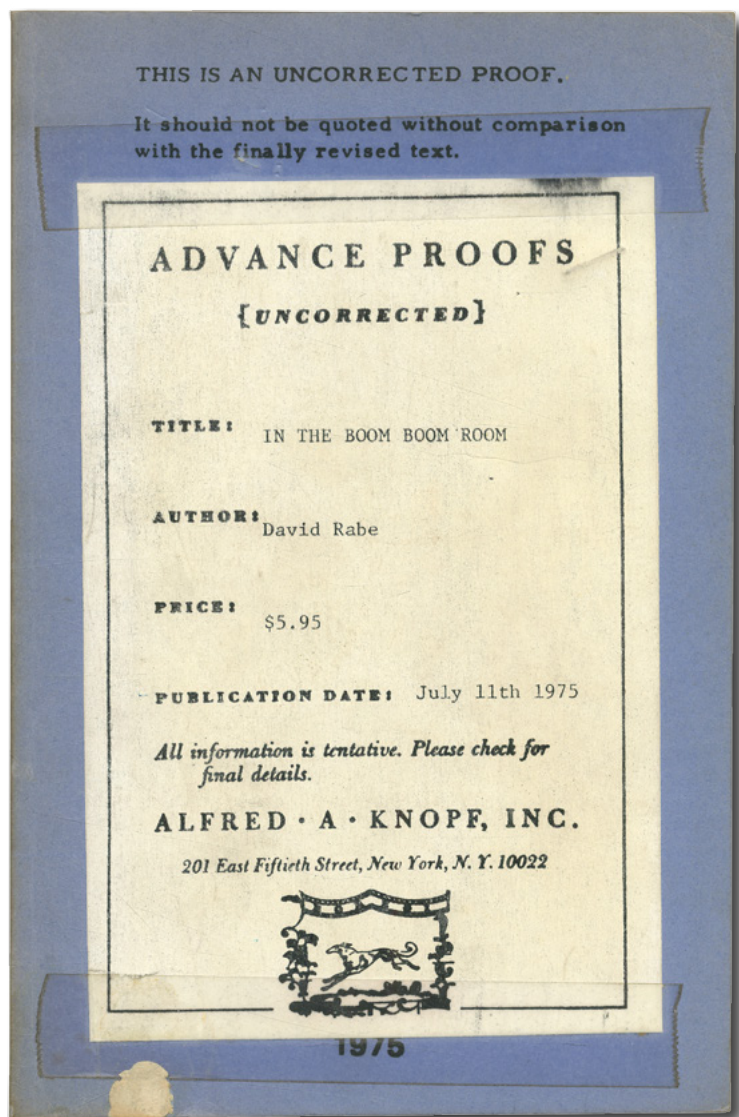 THIS IS AN UNCORRECTED PROOF.
It should not be quoted without comparison
with the finally revised text.
ADVANCE PROOFS
{UNCORRECTED}
TITLE: IN THE BOOM BOOM ROOM
AUTHOR: David Rabe
PRICE: $5.95
PUBLICATION DATE: July 11th 1975
All information is tentative. Please check for
final details.
ALFRED · A · KNOPF, INC.
201 East Fiftieth Street, New York, N. Y. 10022
1975